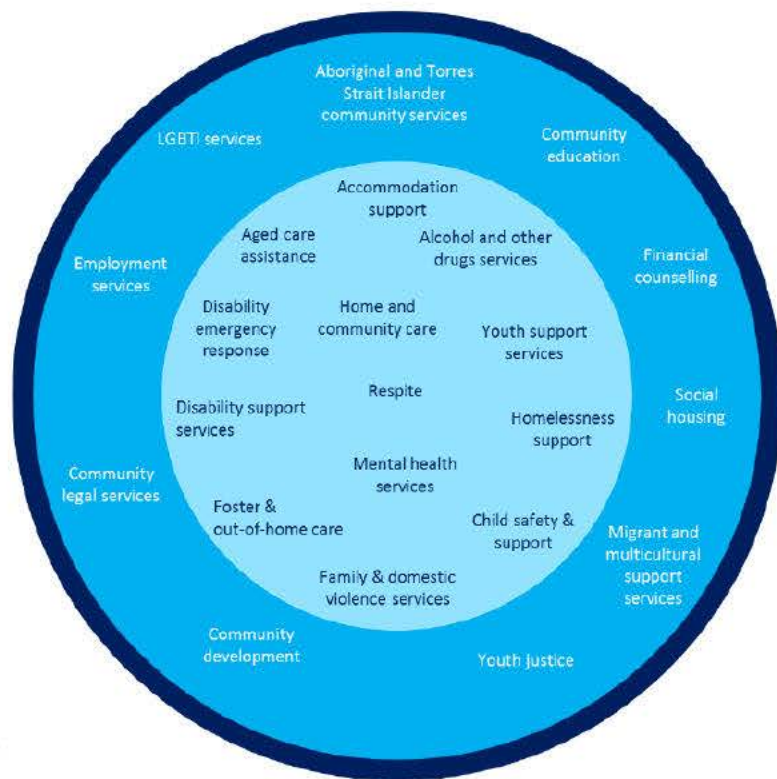 Aboriginal and Torres
Strait Islander
community services
LGBTI services
Community
education
Accommodation
support
Aged care
assistance
Alcohol and other
drugs services
Employment
services
Financial
counselling
Disability
emergency
response
Home and
community care
Youth support
services
Respite
Social
housing
Disability support
services
Homelessness
support
Mental health
services
Community
legal services
Foster &
out-of-home care
Child safety &
support
Migrant and
multicultural
support
services
Family & domestic
violence services
Community
development
Youth justice